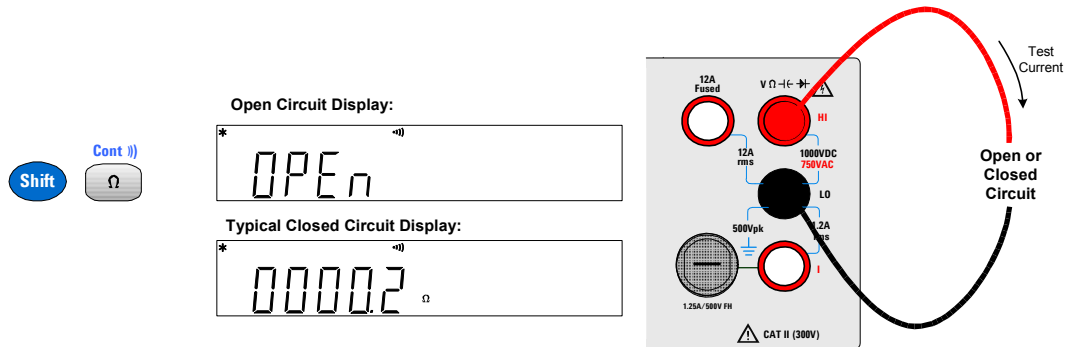 Cont ))
Shift
Ω
Open Circuit Display:
*
OPEn
Typical Closed Circuit Display:
*
0000.2 Ω
12A
Fused
V Ω
HI
12A
rms
1000VDC
750VAC
LO
500Vpk
1.2A
rms
I
1.25A/500V FH
CAT II (300V)
Test
Current
Open or
Closed
Circuit